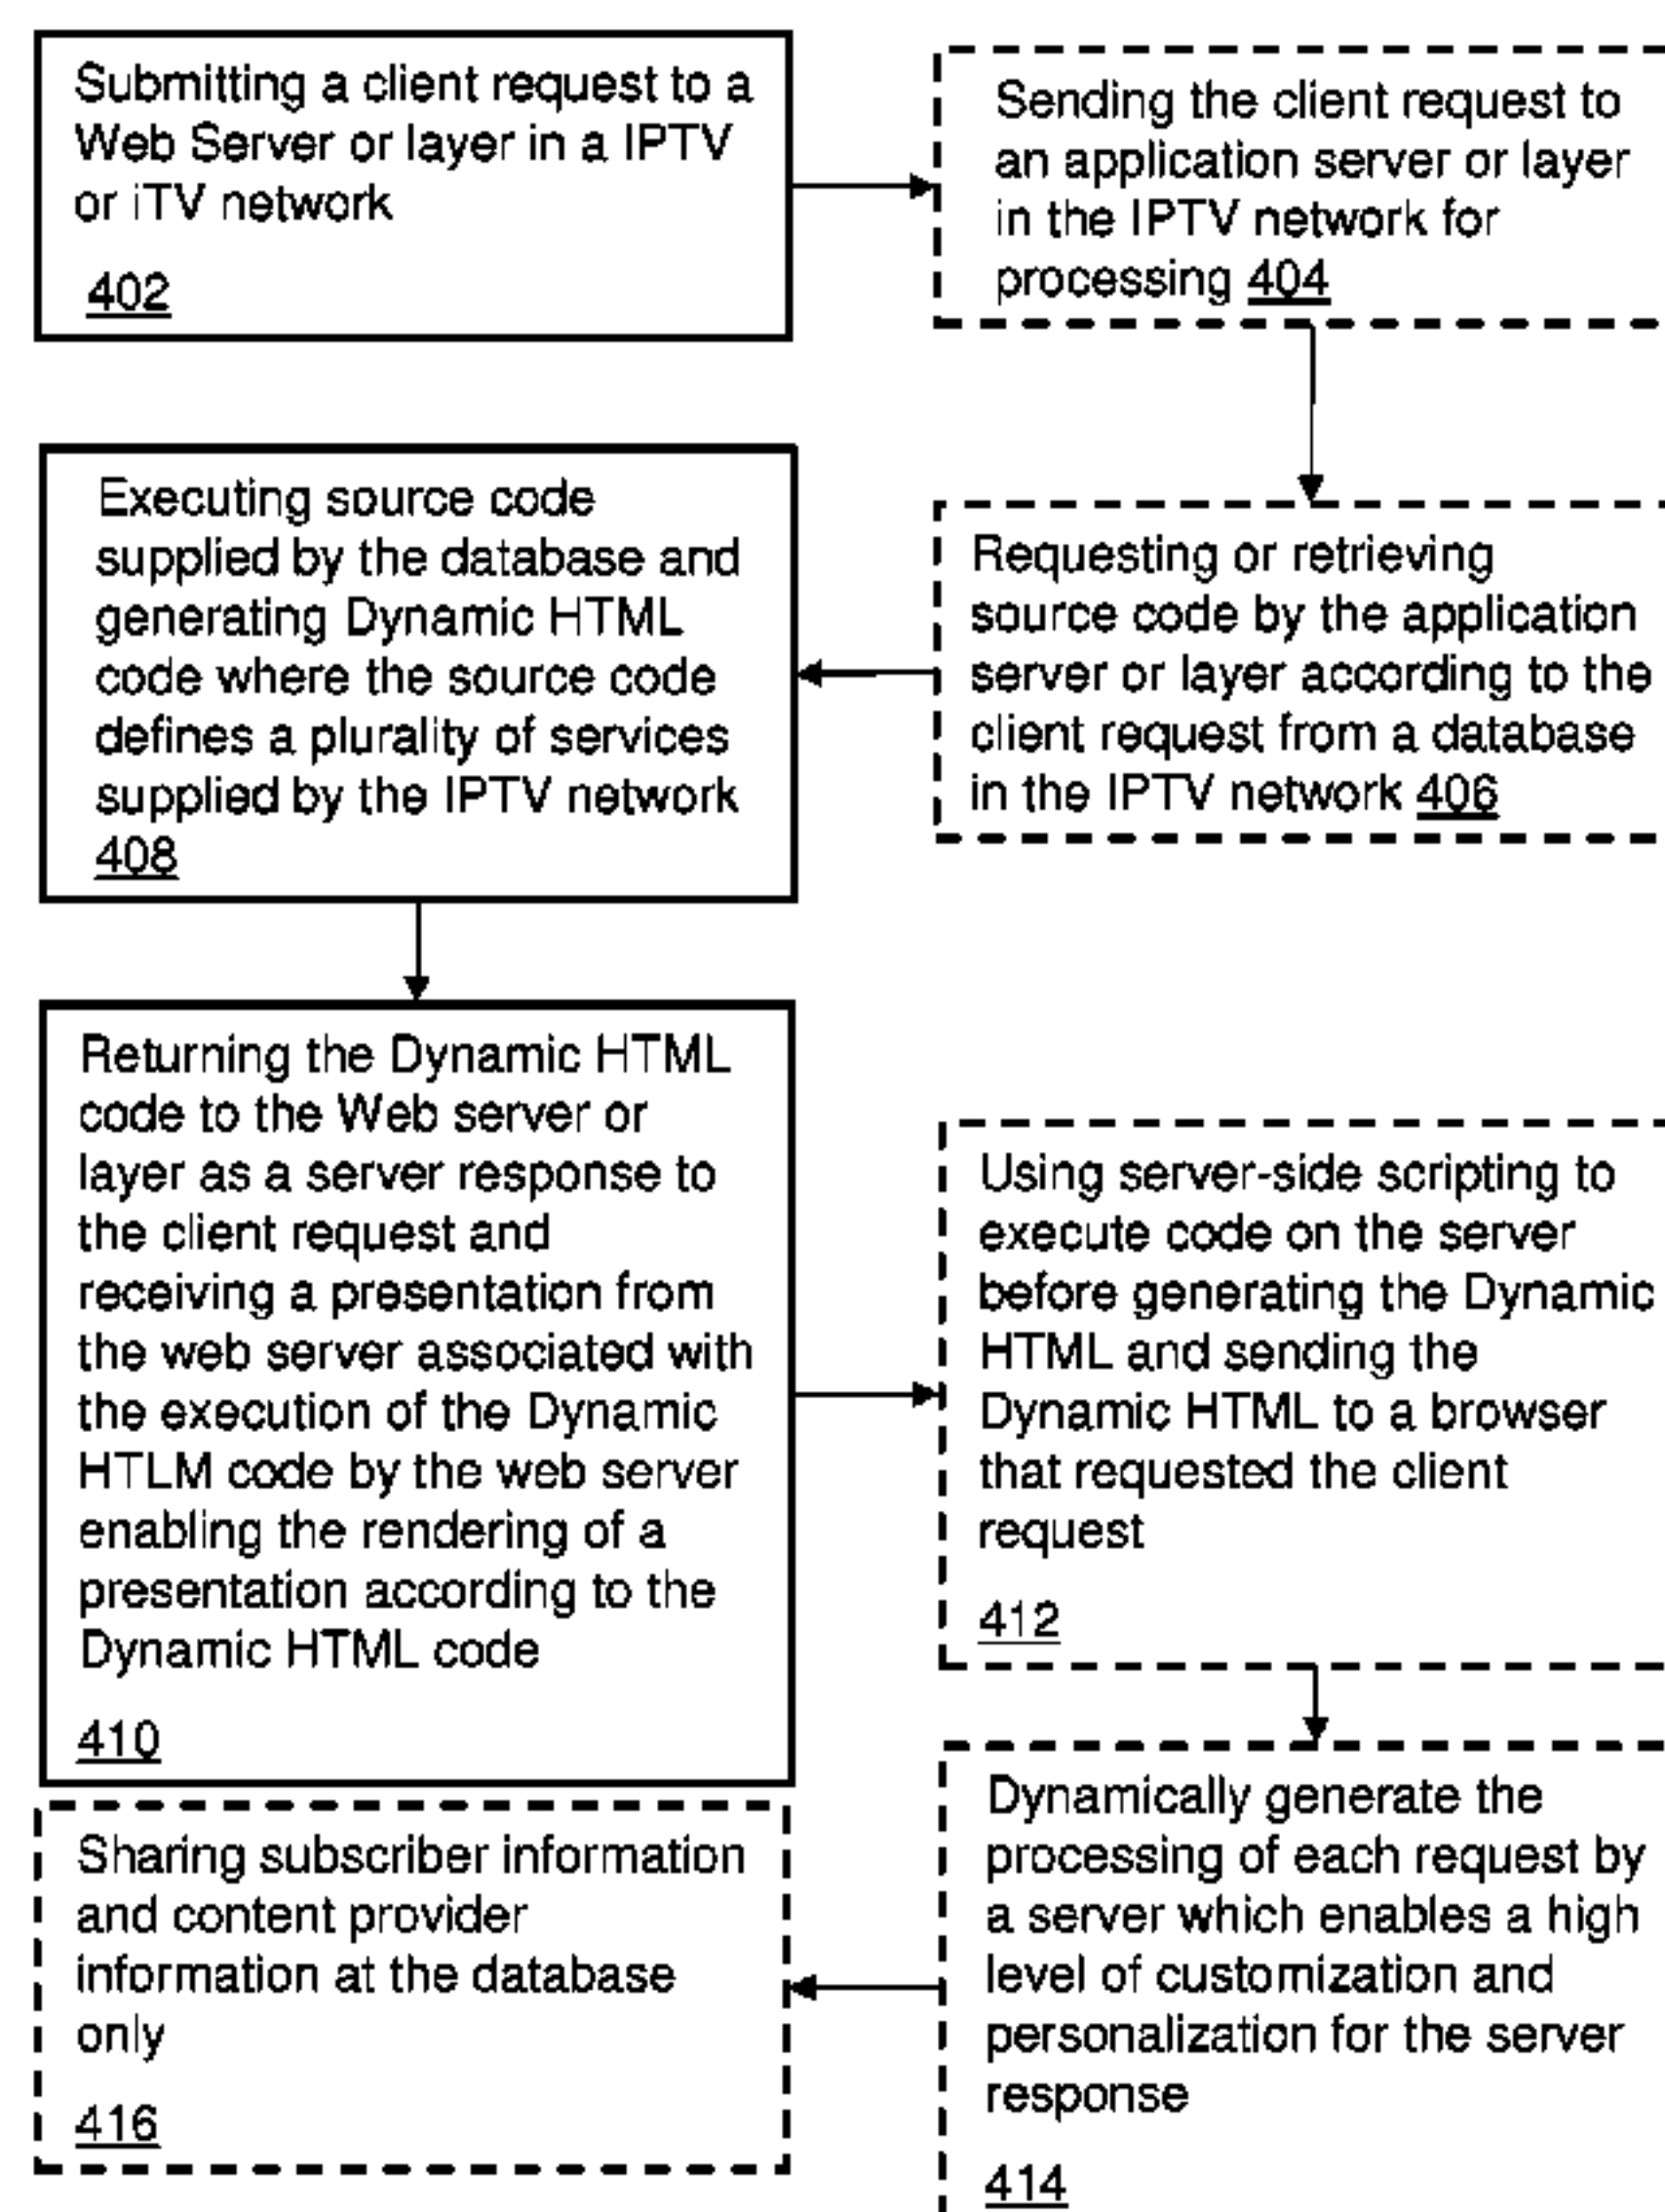 Submitting a client request to a
Web Server or layer in a IPTV
or iTV network
402
Sending the client request to
an application server or layer
in the IPTV network for
processing 404
Requesting or retrieving
source code by the application
server or layer according to the
client request from a database
in the IPTV network 406
Executing source code
supplied by the database and
generating Dynamic HTML
code where the source code
defines a plurality of services
supplied by the IPTV network
408
Returning the Dynamic HTML
code to the Web server or
layer as a server response to
the client request and
receiving a presentation from
the web server associated with
the execution of the Dynamic
HTLM code by the web server
enabling the rendering of a
presentation according to the
Dynamic HTML code
410
Using server-side scripting to
execute code on the server
before generating the Dynamic
HTML and sending the
Dynamic HTML to a browser
that requested the client
request
412
Dynamically generate the
processing of each request by
a server which enables a high
level of customization and
personalization for the server
response
414
Sharing subscriber information
and content provider
information at the database
only
416